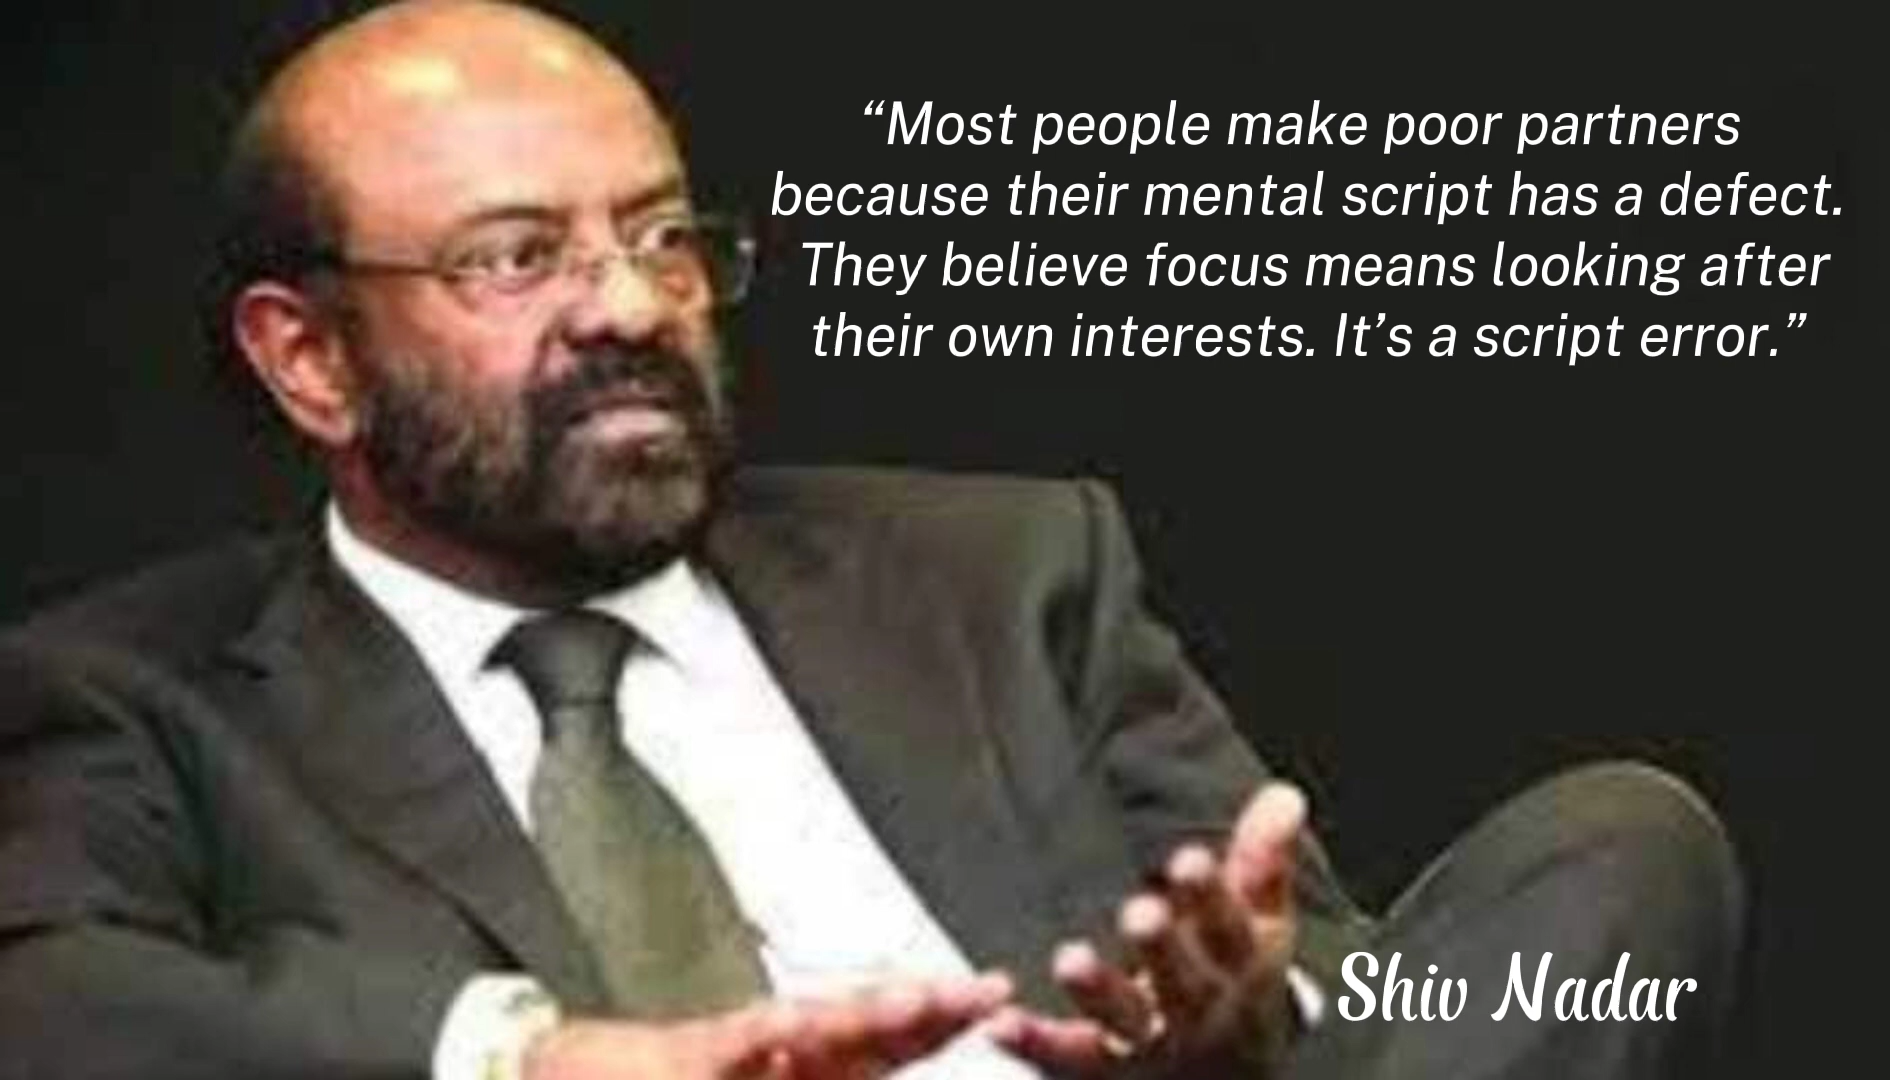 “Most people make poor partners
because their mental script has a defect.
They believe focus means looking after
their own interests. It’s a script error.”
Shiv Nadar